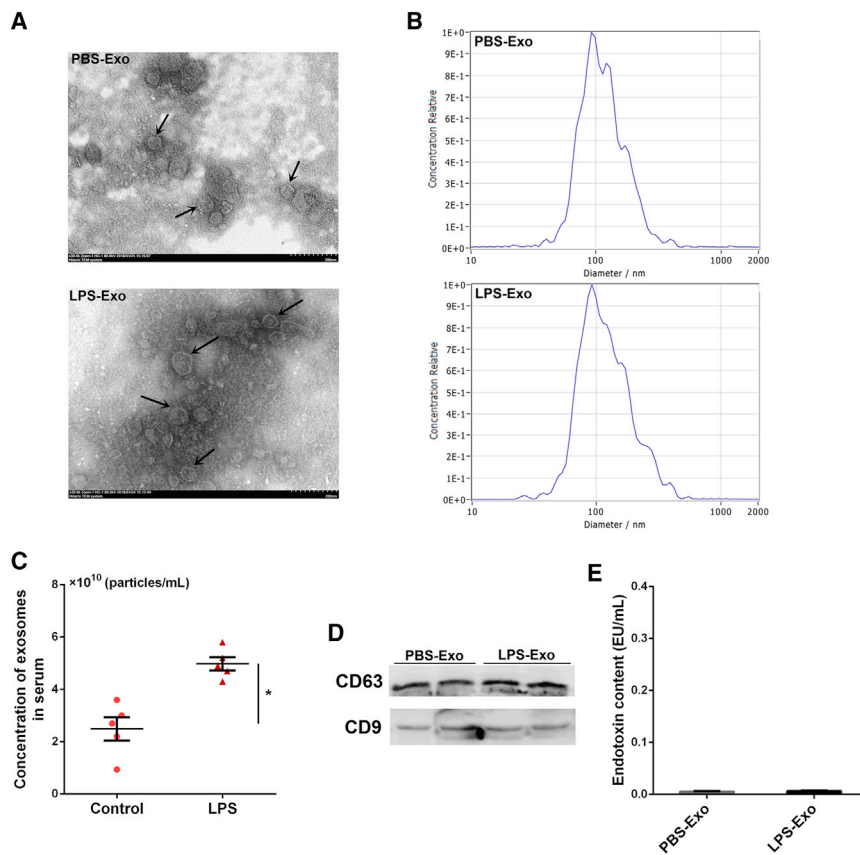 A
PBS-Exo
LPS-Exo
B
PBS-Exo
Concentration Relative
1E+0
9E-1
8E-1
7E-1
6E-1
5E-1
4E-1
3E-1
2E-1
1E-1
0E+0
10 100 1000 2000
Diameter / nm
LPS-Exo
Concentration Relative
1E+0
9E-1
8E-1
7E-1
6E-1
5E-1
4E-1
3E-1
2E-1
1E-1
0E+0
10 100 1000 2000
Diameter / nm
C
×10¹⁰ (particles/mL)
Concentration of exosomes
in serum
8
6
4
2
0
*
Control LPS
D
PBS-Exo LPS-Exo
CD63
CD9
E
Endotoxin content (EU/mL)
0.4
0.3
0.2
0.1
0.0
PBS-Exo
LPS-Exo